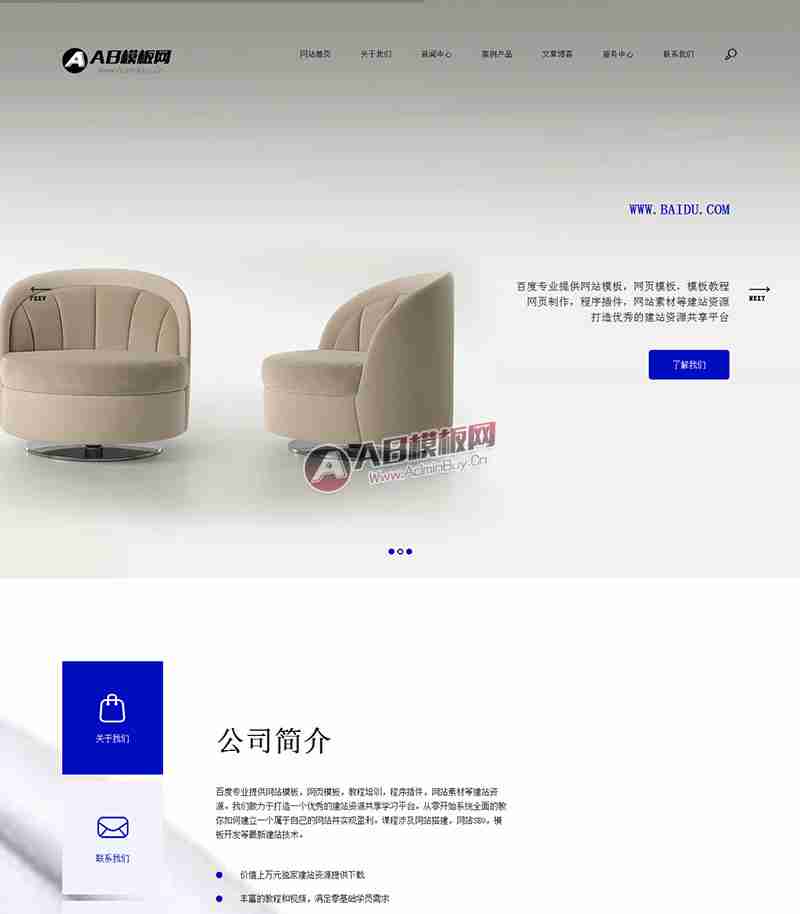 AB模板网
www.AdminBuy.Cn
网站首页 关于我们 新闻中心 案例产品 文章博客 服务中心 联系我们
WWW.BAIDU.COM
百度专业提供网站模板，网页模板，模板教程
网页制作，程序插件，网站素材等建站资源
打造优秀的建站资源共享平台
PREV
NEXT
了解我们
AB模板网
Www.AdminBuy.Cn
关于我们
公司简介
百度专业提供网站模板，网页模板，教程培训，程序插件，网站素材等建站资
源，我们致力于打造一个优秀的建站资源共享学习平台，从零开始系统全面的教
你如何建立一个属于自己的网站并实现盈利，课程涉及网站搭建，网站SEO，模
板开发等最新建站技术。
联系我们
价值上万元独家建站资源提供下载
丰富的教程和视频，满足零基础学员需求